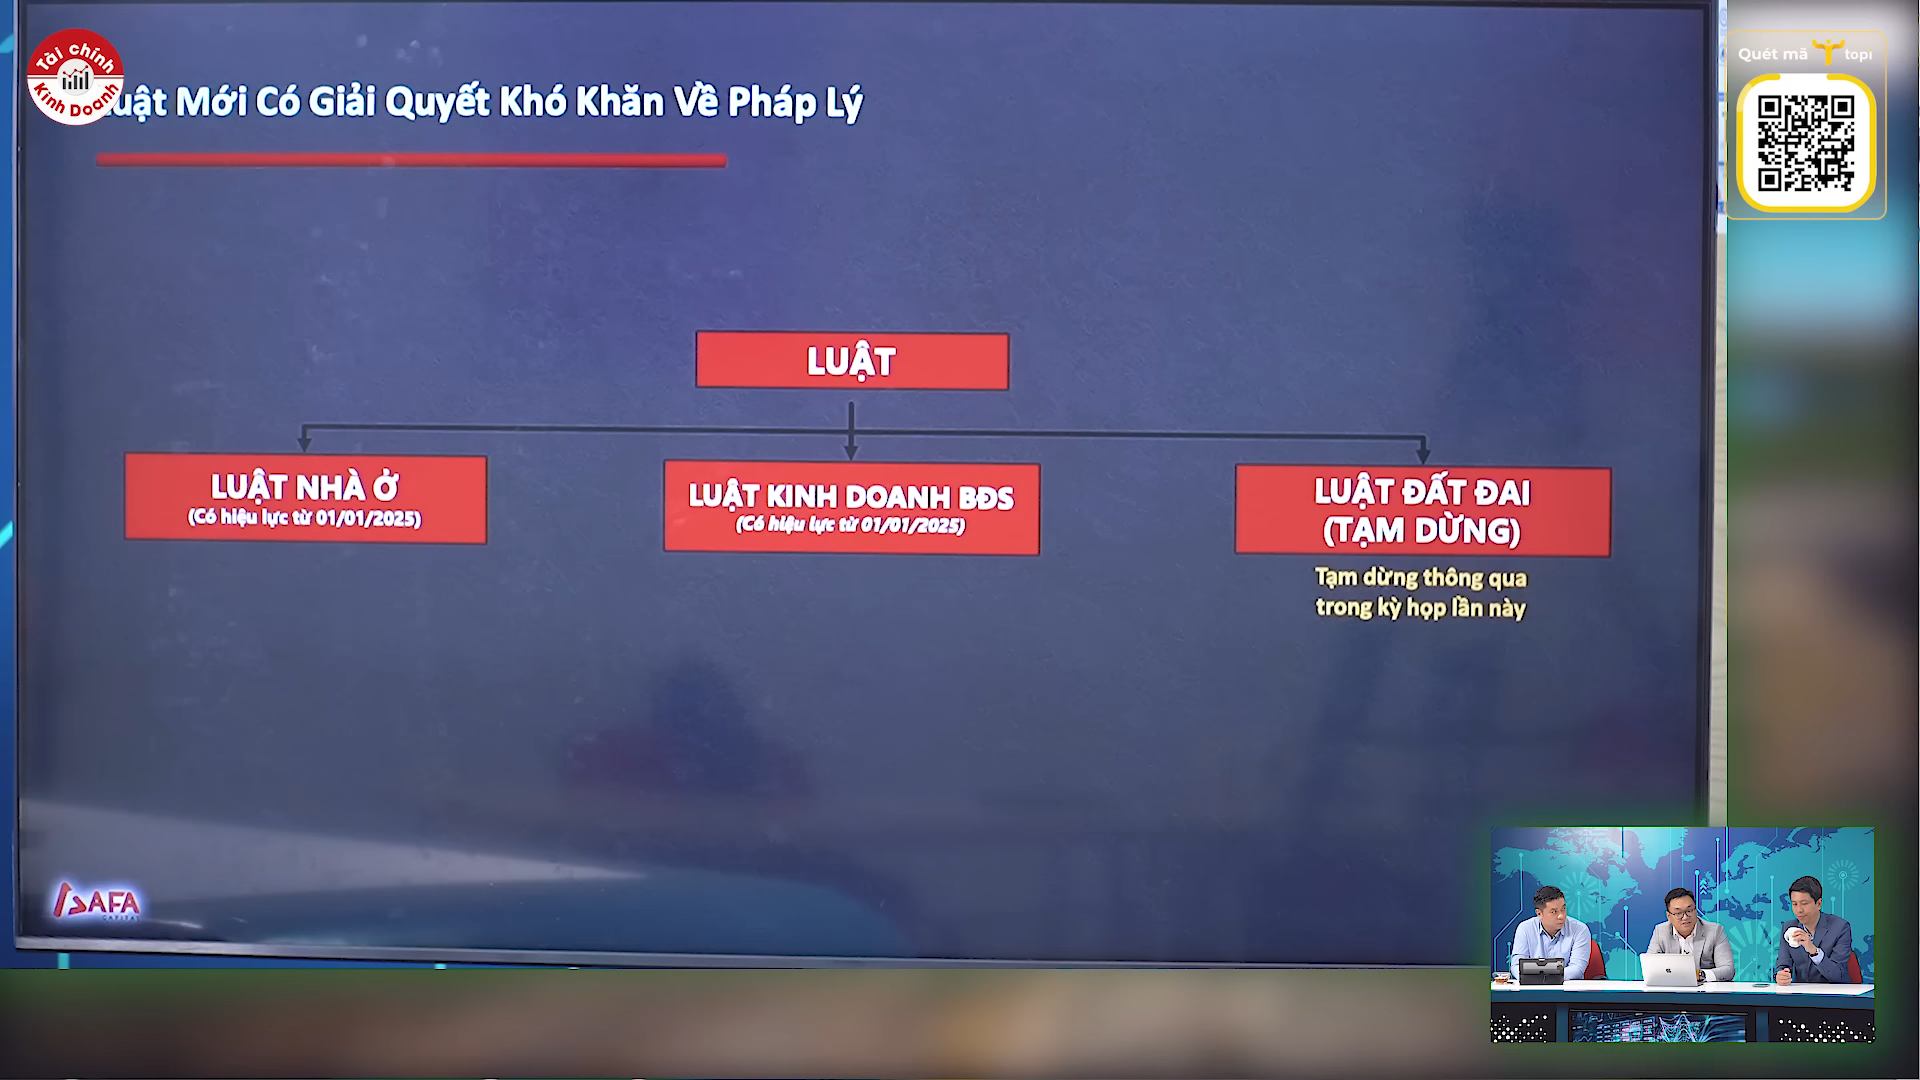 Tài chính
Kinh Doanh
uật Mới Có Giải Quyết Khó Khăn Về Pháp Lý
Quét mã topi
LUẬT
LUẬT NHÀ Ở
(Có hiệu lực từ 01/01/2025)
LUẬT KINH DOANH BĐS
(Có hiệu lực từ 01/01/2025)
LUẬT ĐẤT ĐAI
(TẠM DỪNG)
Tạm dừng thông qua
trong kỳ họp lần này
AFA
CAPITAL